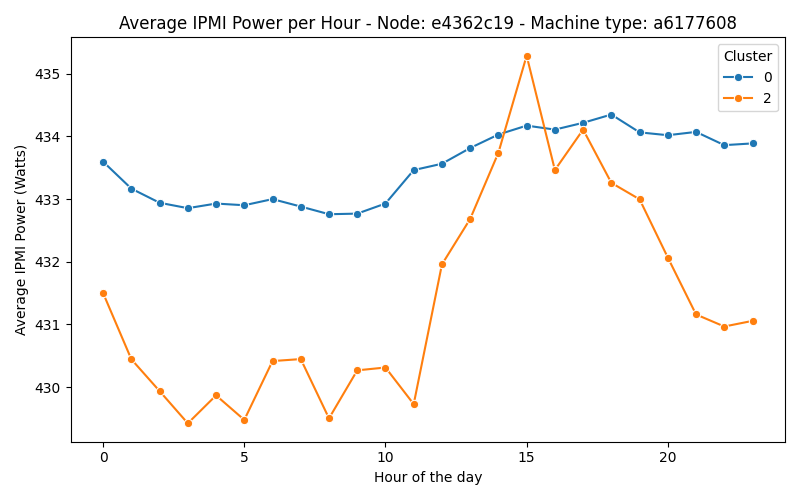 Average IPMI Power per Hour - Node: e4362c19 - Machine type: a6177608
Cluster
0
2
435
434
433
432
431
430
Average IPMI Power (Watts)
0 5 10 15 20
Hour of the day